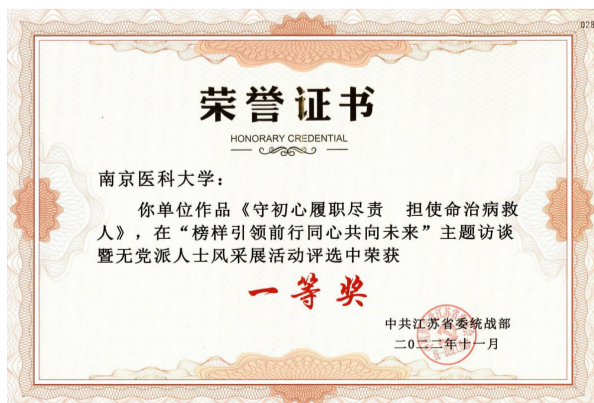 028
荣誉证书
HONORARY CREDENTIAL
南京医科大学：
你单位作品《守初心履职尽责 担使命治病救
人》，在“榜样引领前行同心共向未来”主题访谈
暨无党派人士风采展活动评选中荣获
一等奖
中共江苏省委统战部
二〇二二年十一月